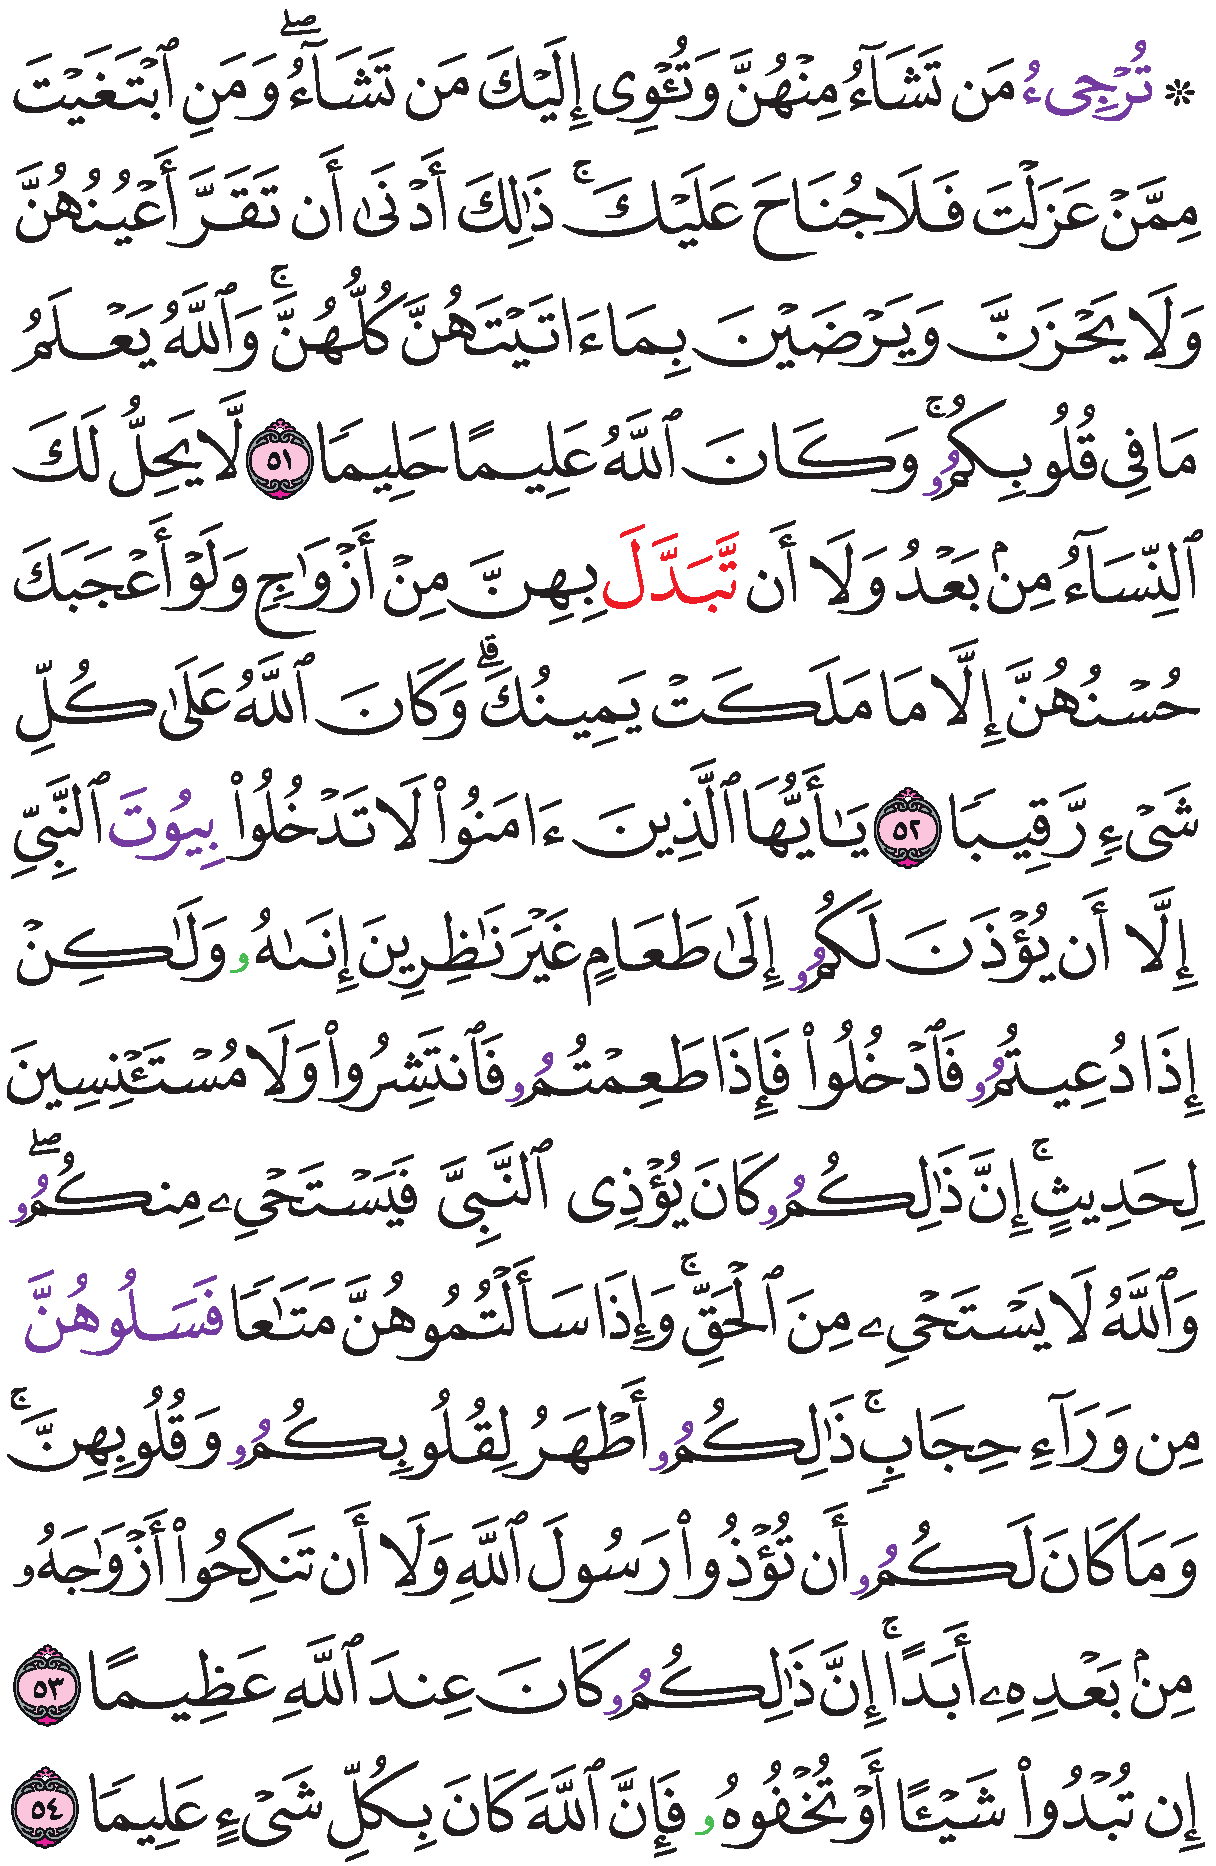 ۞ تُرْجِىءُ مَن تَشَآءُ مِنْهُنَّ وَتُـْٔوِىٓ إِلَيْكَ مَن تَشَآءُ ۖ وَمَنِ ٱبْتَغَيْتَ
مِمَّنْ عَزَلْتَ فَلَا جُنَاحَ عَلَيْكَ ۚ ذَٰلِكَ أَدْنَىٰ أَن تَقَرَّ أَعْيُنُهُنَّ
وَلَا يَحْزَنَّ وَيَرْضَيْنَ بِمَا ءَاتَيْتَهُنَّ كُلُّهُنَّ ۚ وَٱللَّهُ يَعْلَمُ
مَا فِى قُلُوبِكُمُۥ ۚ وَكَانَ ٱللَّهُ عَلِيمًا حَلِيمًا ٥١ لَّا يَحِلُّ لَكَ
ٱلنِّسَآءُ مِنۢ بَعْدُ وَلَا أَن تَّبَدَّلَ بِهِنَّ مِنْ أَزْوَٰجٍ وَلَوْ أَعْجَبَكَ
حُسْنُهُنَّ إِلَّا مَا مَلَكَتْ يَمِينُكَ ۗ وَكَانَ ٱللَّهُ عَلَىٰ كُلِّ
شَىْءٍ رَّقِيبًا ٥٢ يَٰأَيُّهَا ٱلَّذِينَ ءَامَنُوا۟ لَا تَدْخُلُوا۟ بِيُوتَ ٱلنَّبِىِّ
إِلَّا أَن يُؤْذَنَ لَكُمُۥ إِلَىٰ طَعَامٍ غَيْرَ نَٰظِرِينَ إِنَىٰهُۥ وَلَٰكِنْ
إِذَا دُعِيتُمُۥ فَٱدْخُلُوا۟ فَإِذَا طَعِمْتُمُۥ فَٱنتَشِرُوا۟ وَلَا مُسْتَـْٔنِسِينَ
لِحَدِيثٍ ۚ إِنَّ ذَٰلِكُمُۥ كَانَ يُؤْذِى ٱلنَّبِىَّ فَيَسْتَحْىِۦ مِنكُمُۥ ۖ
وَٱللَّهُ لَا يَسْتَحْىِۦ مِنَ ٱلْحَقِّ ۚ وَإِذَا سَأَلْتُمُوهُنَّ مَتَٰعًا فَسَلُوهُنَّ
مِن وَرَآءِ حِجَابٍ ۚ ذَٰلِكُمُۥ أَطْهَرُ لِقُلُوبِكُمُۥ وَقُلُوبِهِنَّ ۚ
وَمَا كَانَ لَكُمُۥ أَن تُؤْذُوا۟ رَسُولَ ٱللَّهِ وَلَا أَن تَنكِحُوا۟ أَزْوَٰجَهُۥ
مِنۢ بَعْدِهِۦ أَبَدًا ۚ إِنَّ ذَٰلِكُمُۥ كَانَ عِندَ ٱللَّهِ عَظِيمًا ٥٣
إِن تُبْدُوا۟ شَيْـًٔا أَوْ تُخْفُوهُۥ فَإِنَّ ٱللَّهَ كَانَ بِكُلِّ شَىْءٍ عَلِيمًا ٥٤